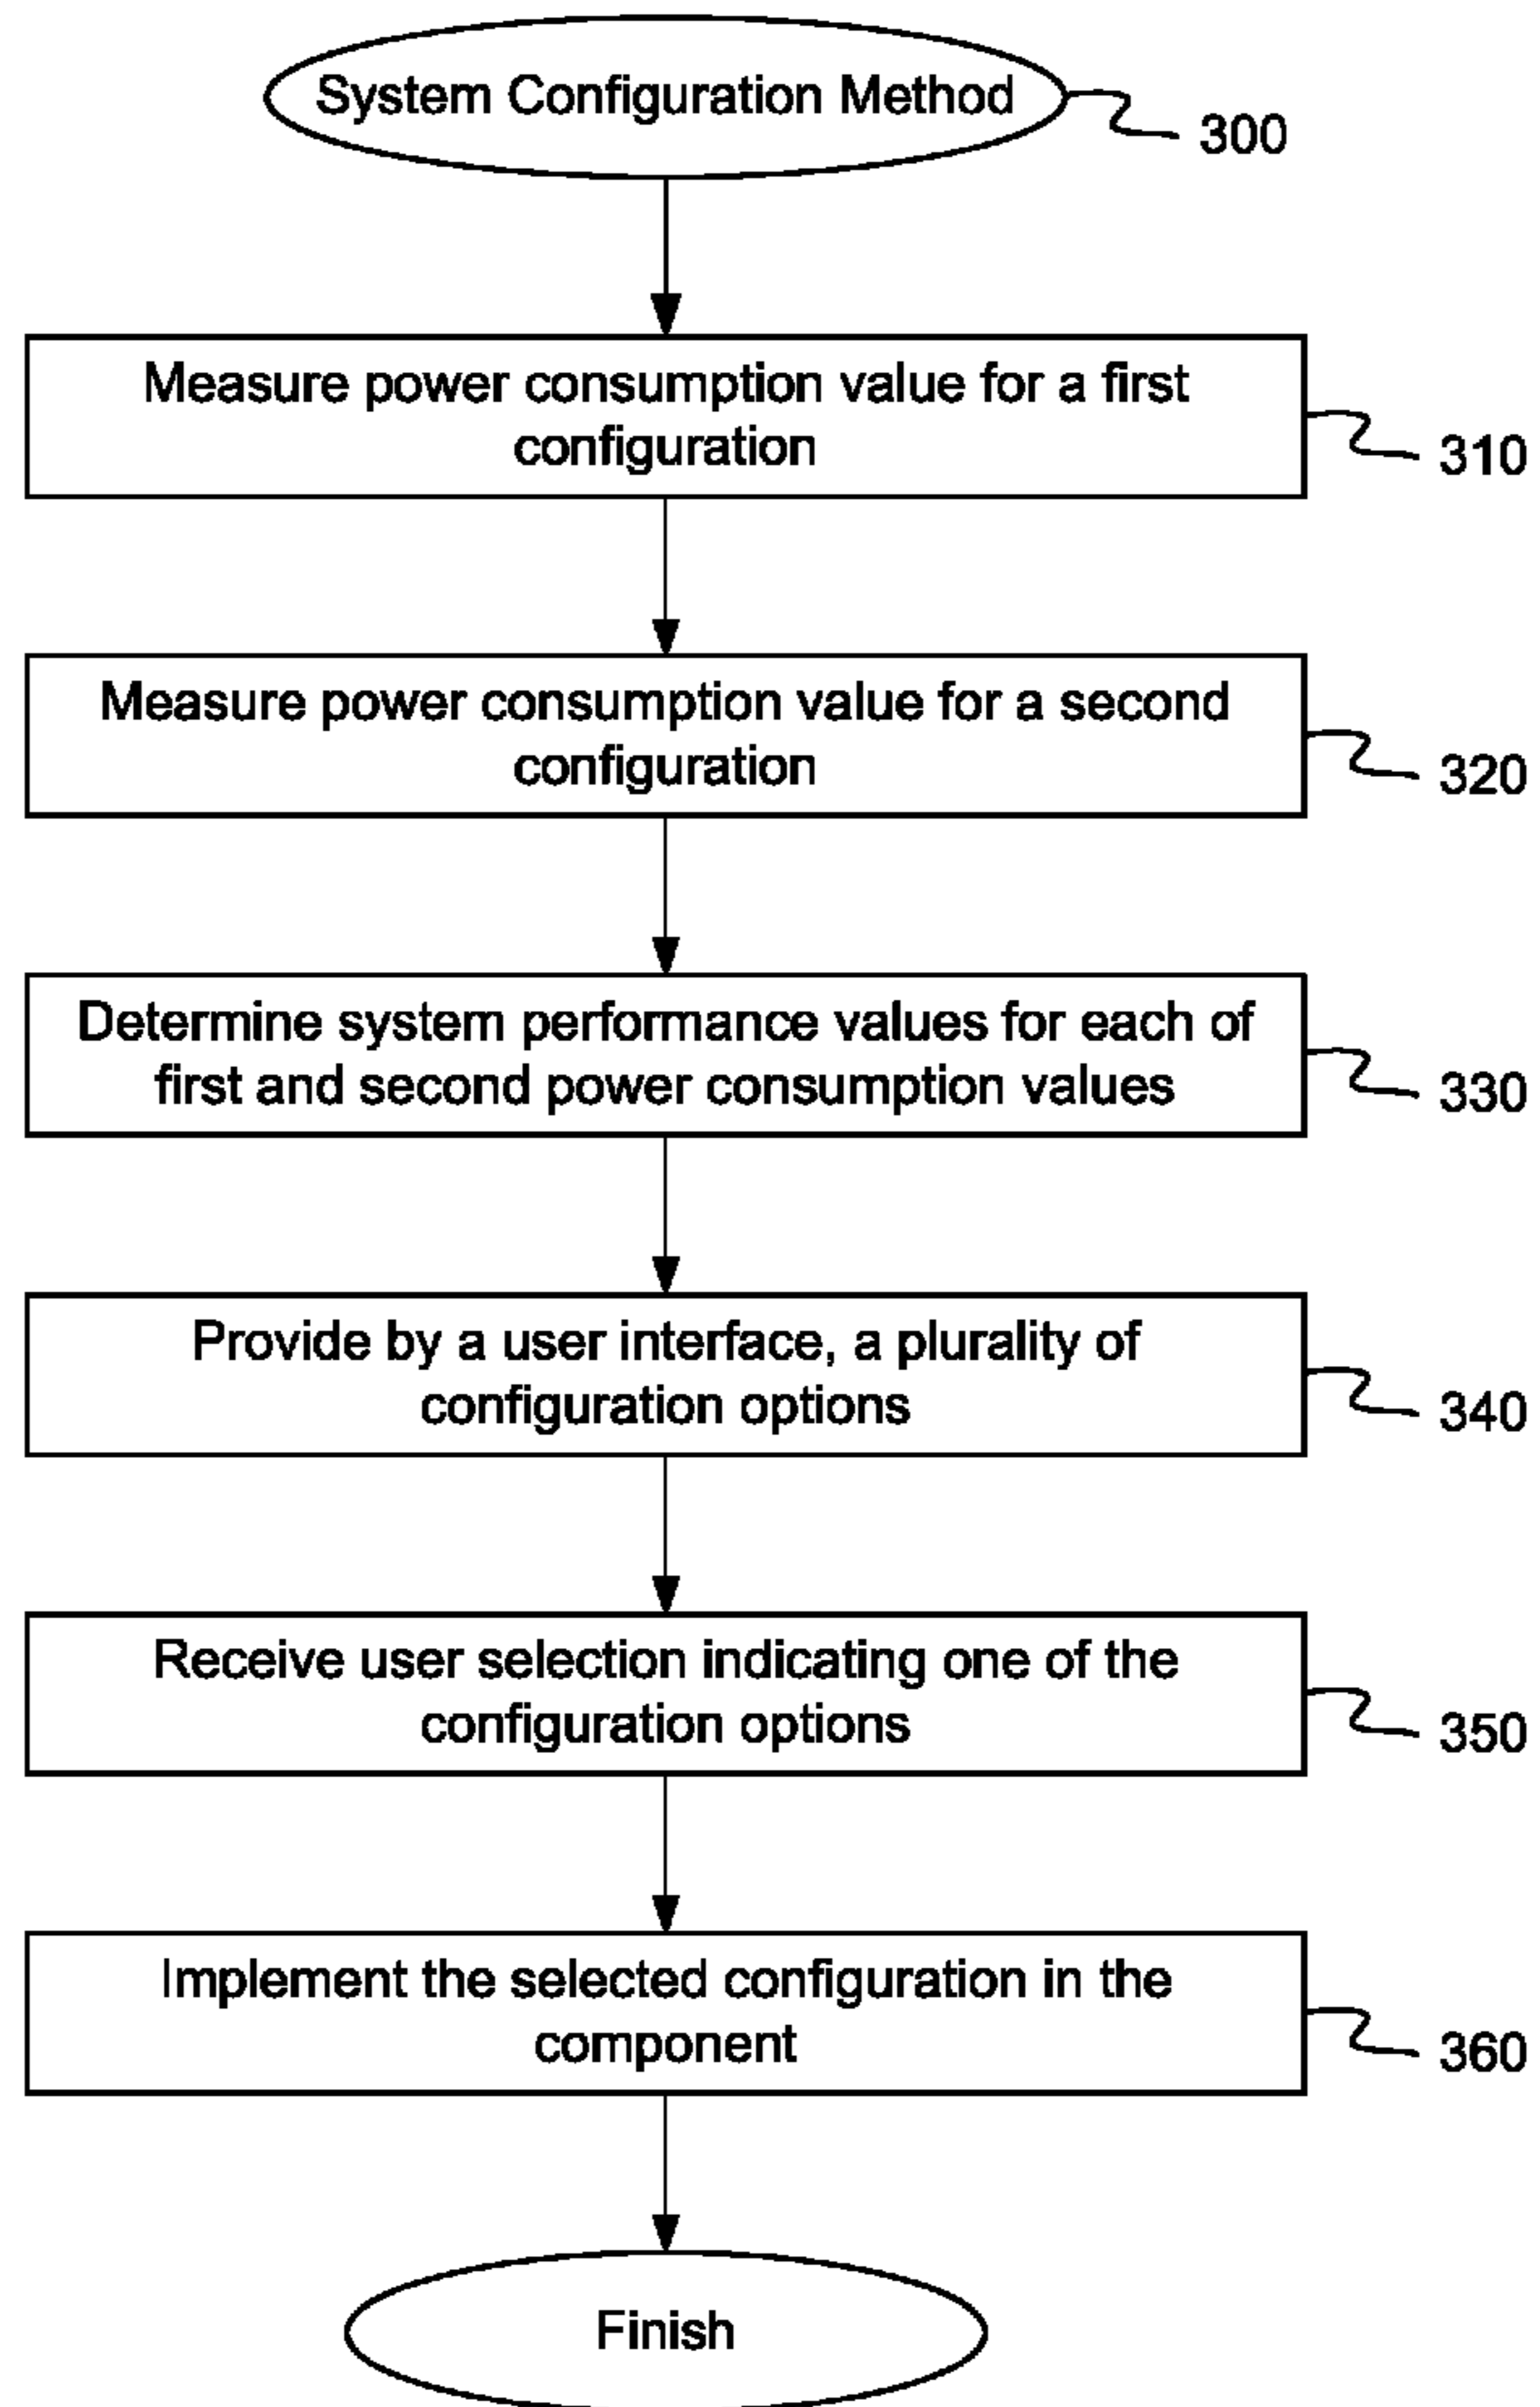 System Configuration Method
300
Measure power consumption value for a first
configuration
310
Measure power consumption value for a second
configuration
320
Determine system performance values for each of
first and second power consumption values
330
Provide by a user interface, a plurality of
configuration options
340
Receive user selection indicating one of the
configuration options
350
Implement the selected configuration in the
component
360
Finish